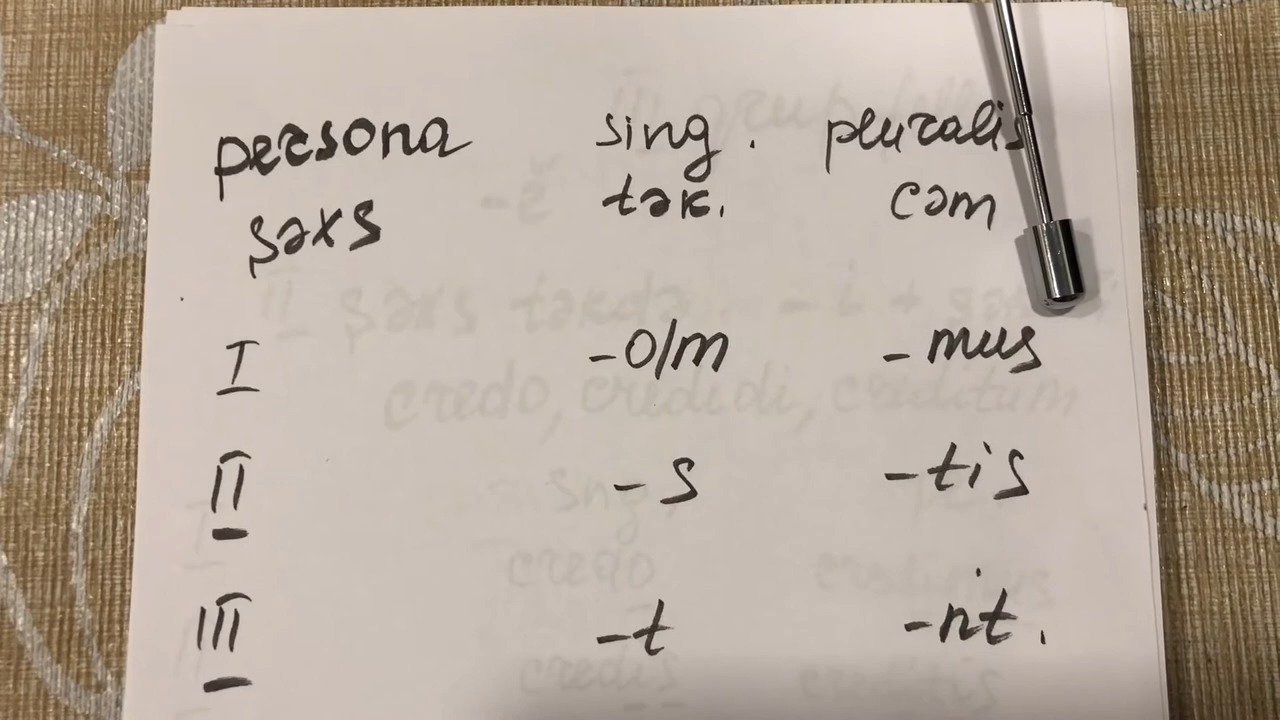 persona sing. pluralis
şəxs tək. cəm
I -o/m -mus
II -s -tis
III -t -nt.